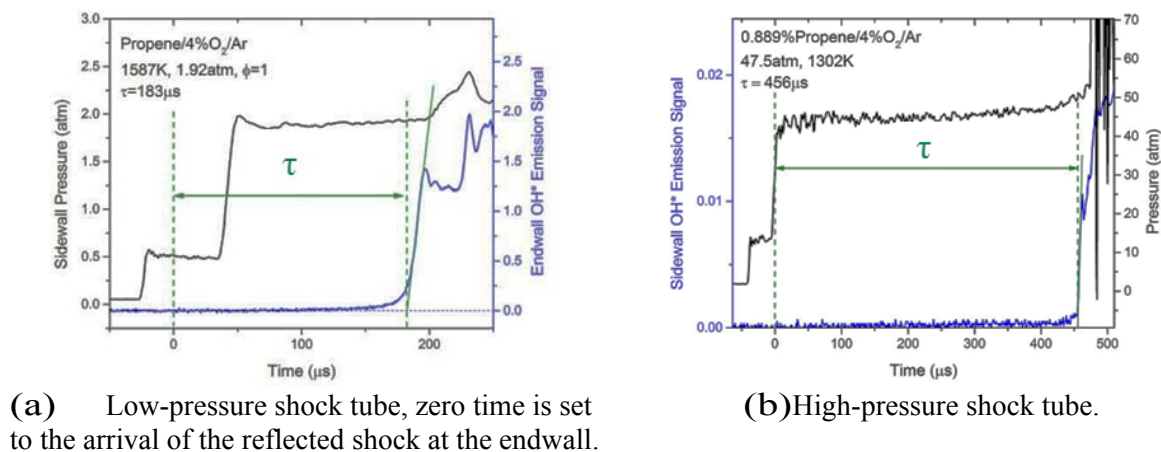 3.0
2.5
2.0
1.5
1.0
0.5
0.0
Sidewall Pressure (atm)
Propene/4%O₂/Ar
1587K, 1.92atm, ϕ=1
τ=183μs
τ
2.5
2.0
1.5
1.0
0.5
0.0
Endwall OH* Emission Signal
0 100 200
Time (μs)
(a) Low-pressure shock tube, zero time is set
to the arrival of the reflected shock at the endwall.
0.02
0.01
0.00
Sidewall OH* Emission Signal
0.889%Propene/4%O₂/Ar
47.5atm, 1302K
τ = 456μs
τ
70
60
50
40
30
20
10
0
Pressure (atm)
0 100 200 300 400 500
Time (μs)
(b)High-pressure shock tube.